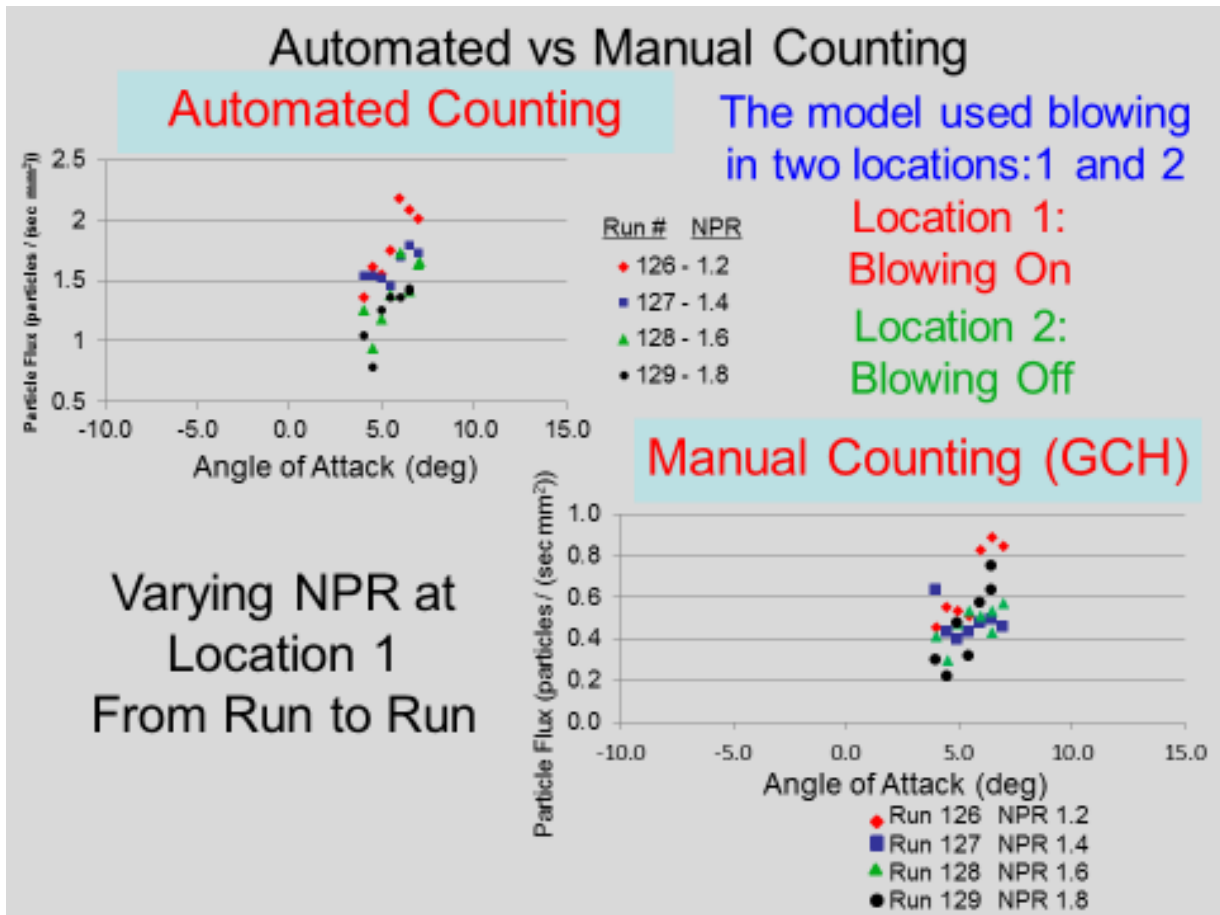 Automated vs Manual Counting
Automated Counting
Particle Flux (particles / (sec mm²))
2.5
2
1.5
1
0.5
-10.0 -5.0 0.0 5.0 10.0 15.0
Angle of Attack (deg)
Run # NPR
126 - 1.2
127 - 1.4
128 - 1.6
129 - 1.8
The model used blowing
in two locations:1 and 2
Location 1:
Blowing On
Location 2:
Blowing Off
Varying NPR at
Location 1
From Run to Run
Manual Counting (GCH)
Particle Flux (particles / (sec mm²))
1.0
0.8
0.6
0.4
0.2
0.0
-10.0 -5.0 0.0 5.0 10.0 15.0
Angle of Attack (deg)
Run 126 NPR 1.2
Run 127 NPR 1.4
Run 128 NPR 1.6
Run 129 NPR 1.8